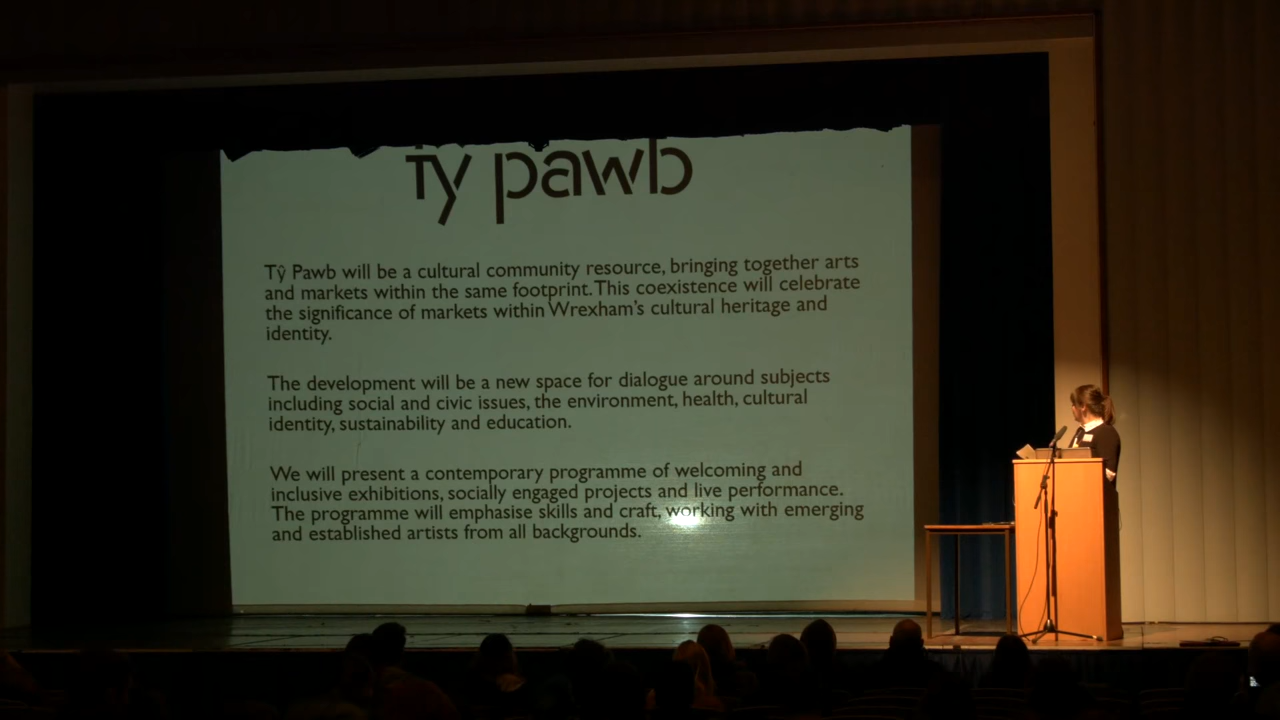 Tŷ pawb
Tŷ Pawb will be a cultural community resource, bringing together arts
and markets within the same footprint. This coexistence will celebrate
the significance of markets within Wrexham's cultural heritage and
identity.
The development will be a new space for dialogue around subjects
including social and civic issues, the environment, health, cultural
identity, sustainability and education.
We will present a contemporary programme of welcoming and
inclusive exhibitions, socially engaged projects and live performance.
The programme will emphasise skills and craft, working with emerging
and established artists from all backgrounds.